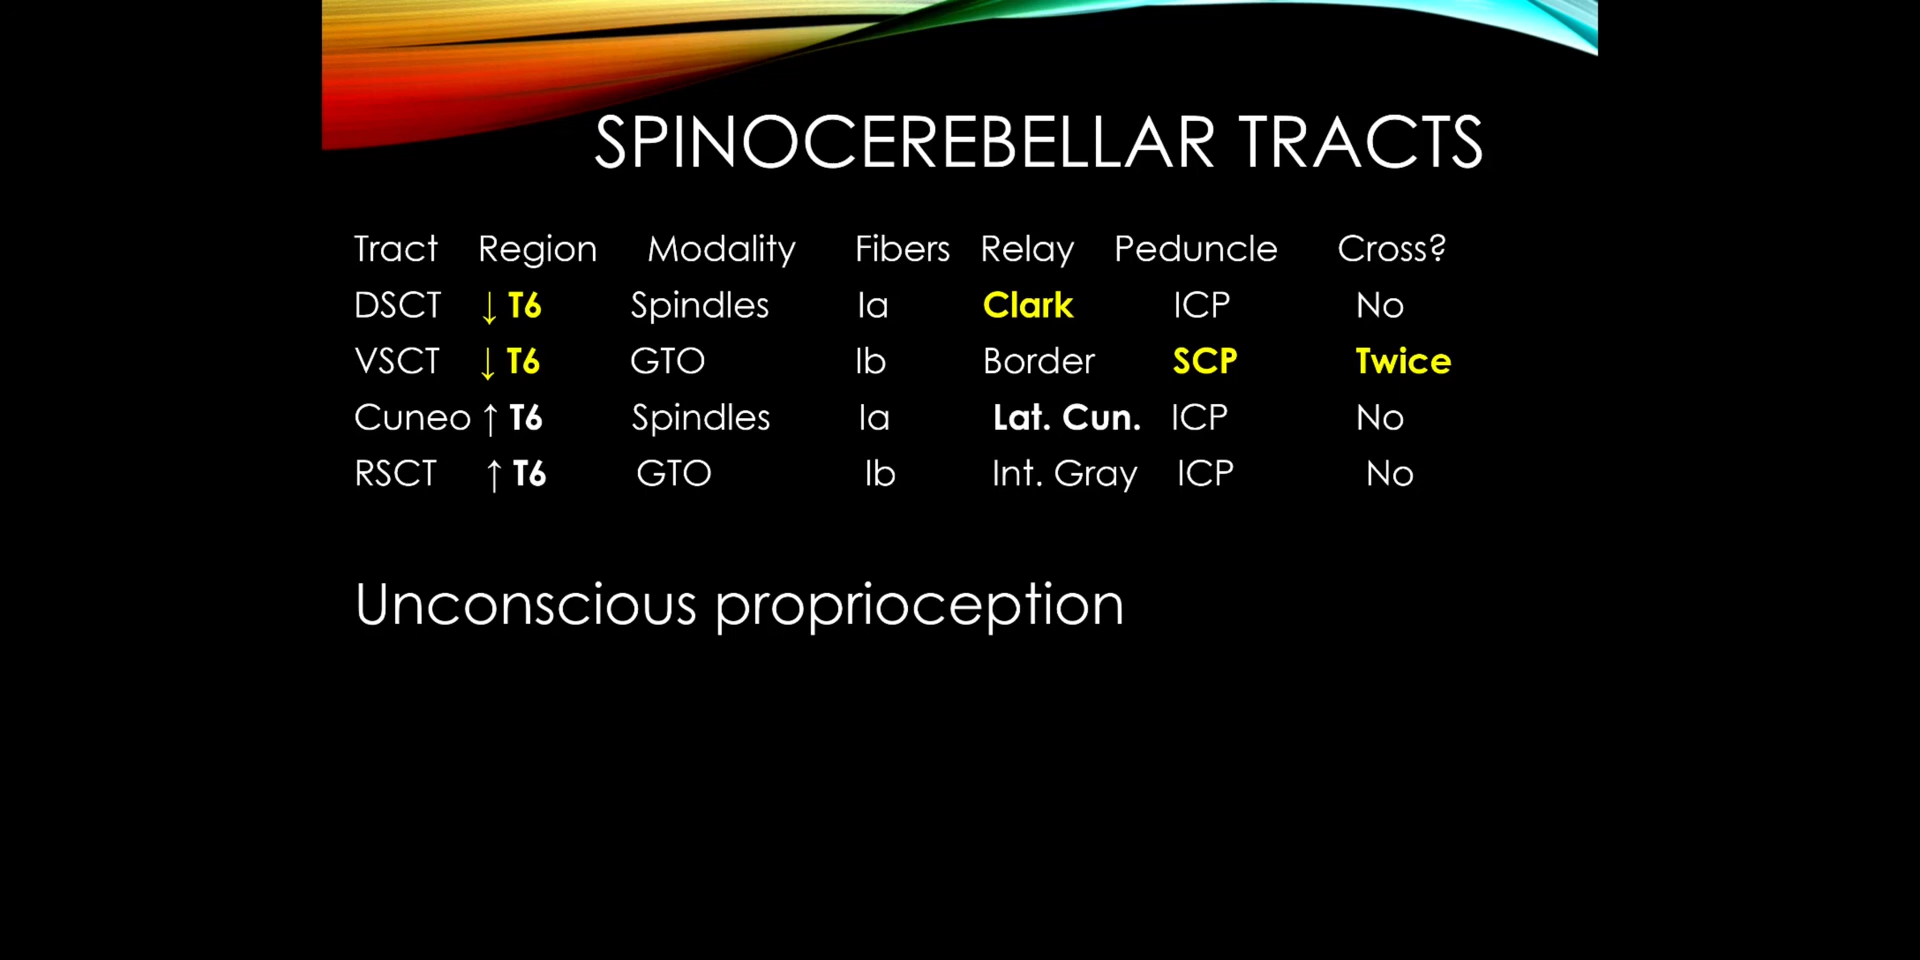 SPINOCEREBELLAR TRACTS
Tract Region Modality Fibers Relay Peduncle Cross?
DSCT ↓ T6 Spindles Ia Clark ICP No
VSCT ↓ T6 GTO Ib Border SCP Twice
Cuneo ↑ T6 Spindles Ia Lat. Cun. ICP No
RSCT ↑ T6 GTO Ib Int. Gray ICP No
Unconscious proprioception